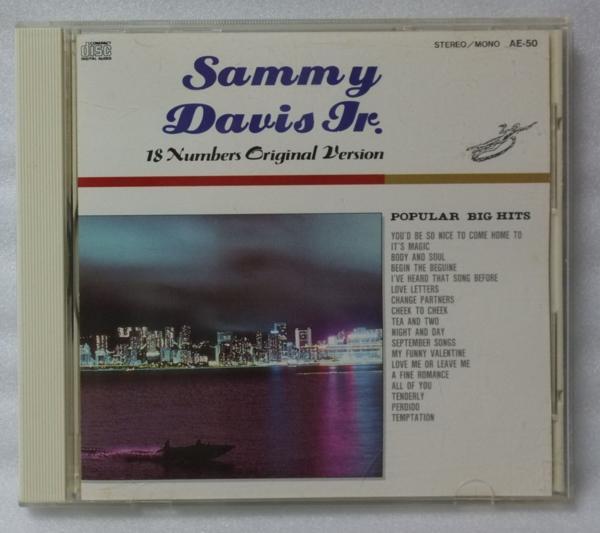 COMPACT
disc
DIGITAL AUDIO
STEREO/MONO AE-50
Sammy
Davis Jr.
18 Numbers Original Version
POPULAR BIG HITS
YOU'D BE SO NICE TO COME HOME TO
IT'S MAGIC
BODY AND SOUL
BEGIN THE BEGUINE
I'VE HEARD THAT SONG BEFORE
LOVE LETTERS
CHANGE PARTNERS
CHEEK TO CHEEK
TEA AND TWO
NIGHT AND DAY
SEPTEMBER SONGS
MY FUNNY VALENTINE
LOVE ME OR LEAVE ME
A FINE ROMANCE
ALL OF YOU
TENDERLY
PERDIDO
TEMPTATION